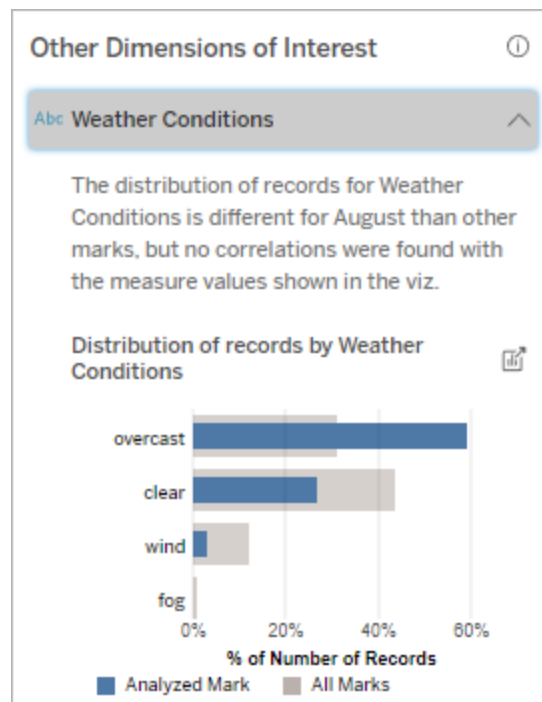 Other Dimensions of Interest
Abc Weather Conditions
The distribution of records for Weather
Conditions is different for August than other
marks, but no correlations were found with
the measure values shown in the viz.
Distribution of records by Weather
Conditions
overcast
clear
wind
fog
0% 20% 40% 60%
% of Number of Records
Analyzed Mark All Marks